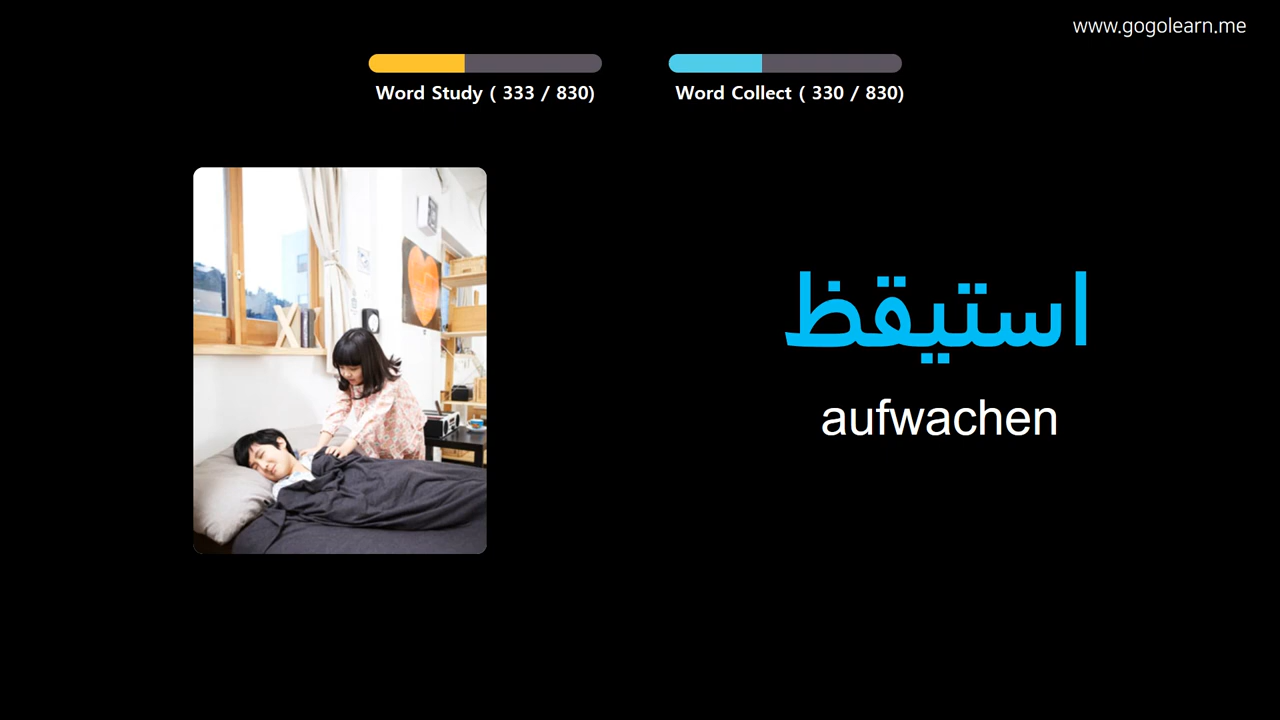 www.gogolearn.me
Word Study ( 333 / 830)
Word Collect ( 330 / 830)
استيقظ
aufwachen